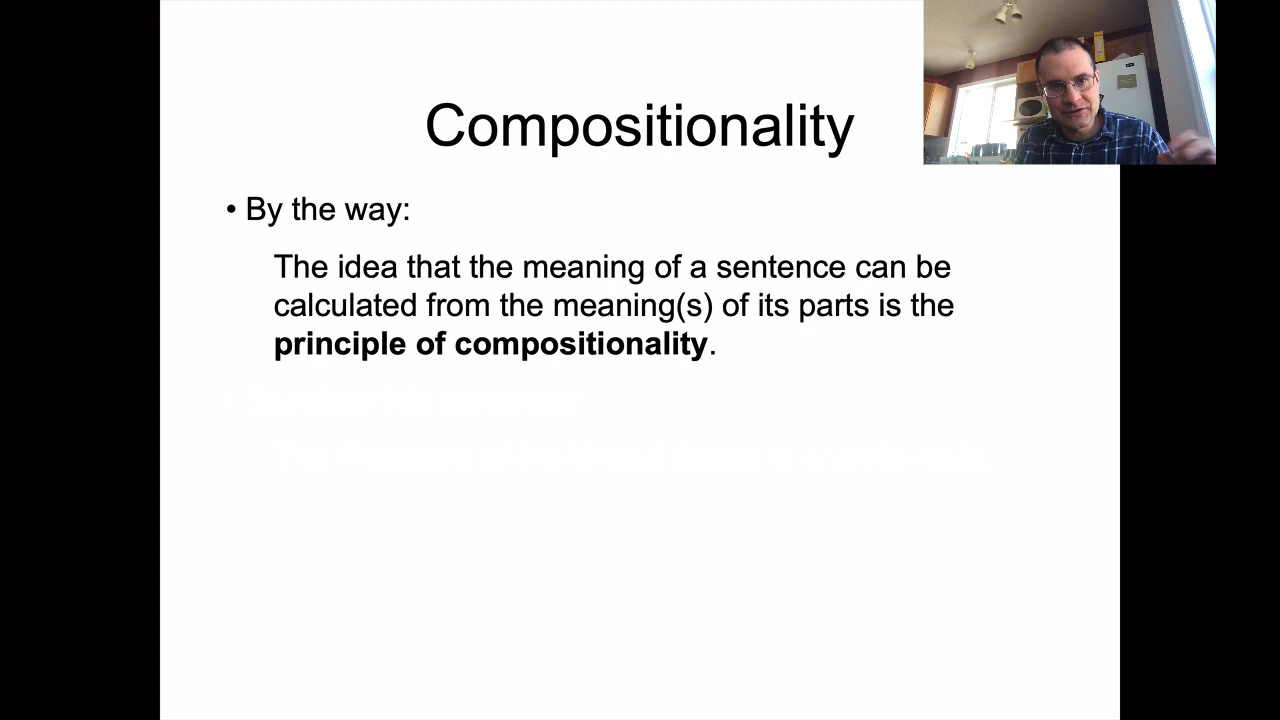 Compositionality
• By the way:
The idea that the meaning of a sentence can be
calculated from the meaning(s) of its parts is the
principle of compositionality.